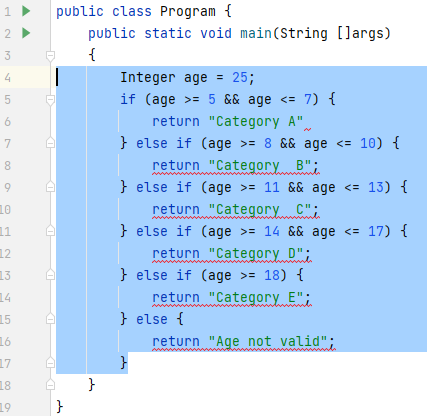 1 public class Program {
2 public static void main(String []args)
3 {
4 Integer age = 25;
5 if (age >= 5 && age <= 7) {
6 return "Category A"
7 } else if (age >= 8 && age <= 10) {
8 return "Category  B";
9 } else if (age >= 11 && age <= 13) {
10 return "Category  C";
11 } else if (age >= 14 && age <= 17) {
12 return "Category D";
13 } else if (age >= 18) {
14 return "Category E";
15 } else {
16 return "Age not valid";
17 }
18 }
19 }